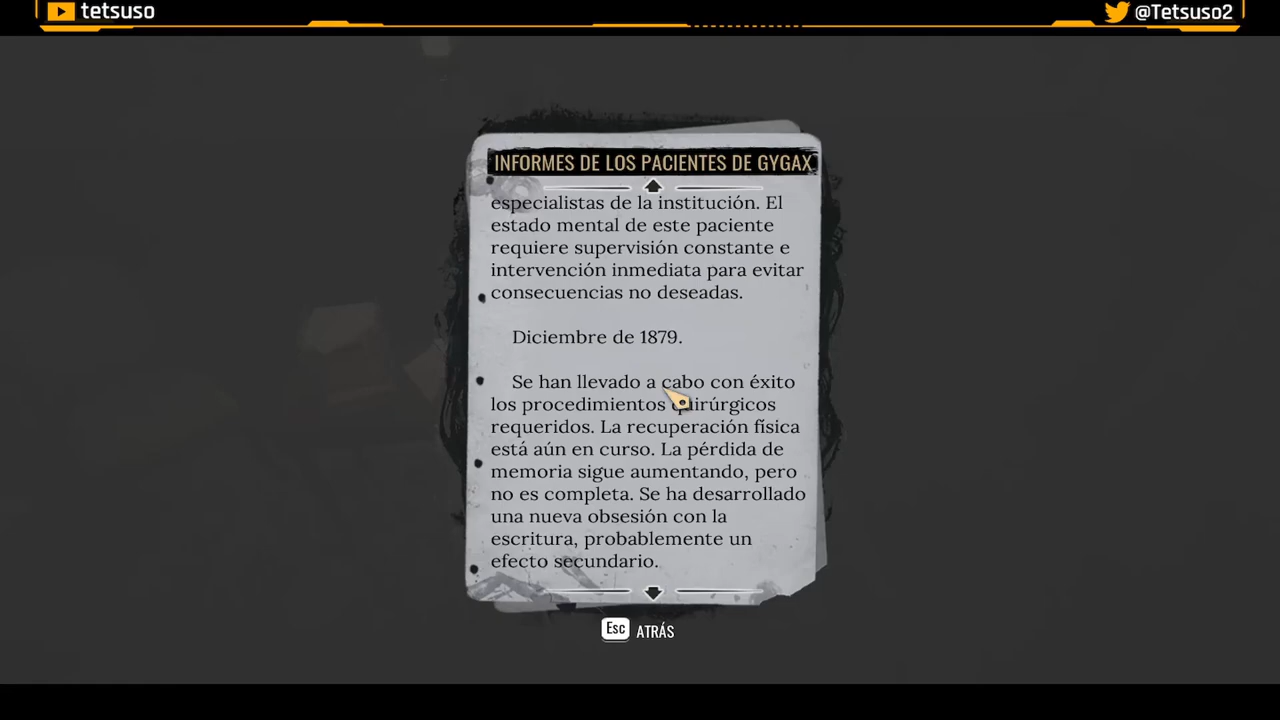 tetsuso
@Tetsuso2
INFORMES DE LOS PACIENTES DE GYGAX
especialistas de la institución. El
estado mental de este paciente
requiere supervisión constante e
intervención inmediata para evitar
consecuencias no deseadas.
Diciembre de 1879.
Se han llevado a cabo con éxito
los procedimientos quirúrgicos
requeridos. La recuperación física
está aún en curso. La pérdida de
memoria sigue aumentando, pero
no es completa. Se ha desarrollado
una nueva obsesión con la
escritura, probablemente un
efecto secundario.
Esc ATRÁS